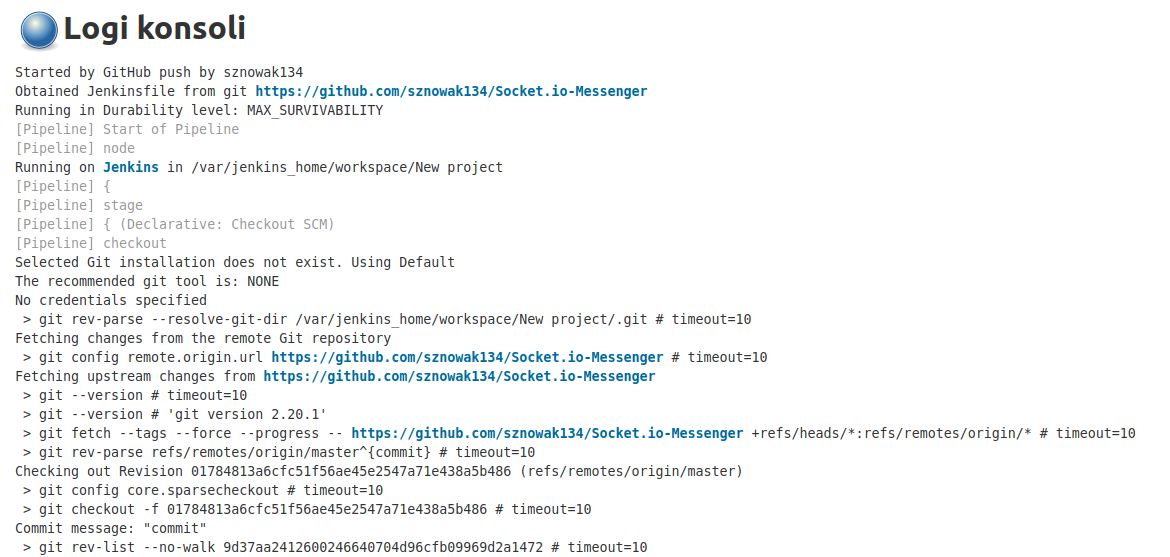 Logi konsoli
Started by GitHub push by sznowak134
Obtained Jenkinsfile from git https://github.com/sznowak134/Socket.io-Messenger
Running in Durability level: MAX_SURVIVABILITY
[Pipeline] Start of Pipeline
[Pipeline] node
Running on Jenkins in /var/jenkins_home/workspace/New project
[Pipeline] {
[Pipeline] stage
[Pipeline] { (Declarative: Checkout SCM)
[Pipeline] checkout
Selected Git installation does not exist. Using Default
The recommended git tool is: NONE
No credentials specified
 > git rev-parse --resolve-git-dir /var/jenkins_home/workspace/New project/.git # timeout=10
Fetching changes from the remote Git repository
 > git config remote.origin.url https://github.com/sznowak134/Socket.io-Messenger # timeout=10
Fetching upstream changes from https://github.com/sznowak134/Socket.io-Messenger
 > git --version # timeout=10
 > git --version # 'git version 2.20.1'
 > git fetch --tags --force --progress -- https://github.com/sznowak134/Socket.io-Messenger +refs/heads/*:refs/remotes/origin/* # timeout=10
 > git rev-parse refs/remotes/origin/master^{commit} # timeout=10
Checking out Revision 01784813a6cfc51f56ae45e2547a71e438a5b486 (refs/remotes/origin/master)
 > git config core.sparsecheckout # timeout=10
 > git checkout -f 01784813a6cfc51f56ae45e2547a71e438a5b486 # timeout=10
Commit message: "commit"
 > git rev-list --no-walk 9d37aa2412600246640704d96cfb09969d2a1472 # timeout=10